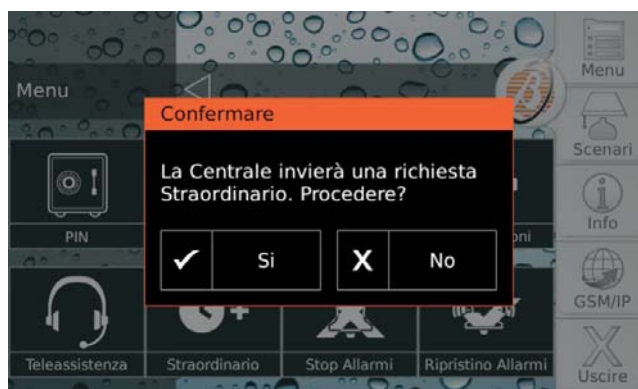 Menu
Menu
Confermare
La Centrale invierà una richiesta
Straordinario. Procedere?
Si
No
Scenari
Info
PIN
oni
GSM/IP
Teleassistenza
Straordinario
Stop Allarmi
Ripristino Allarmi
Uscire